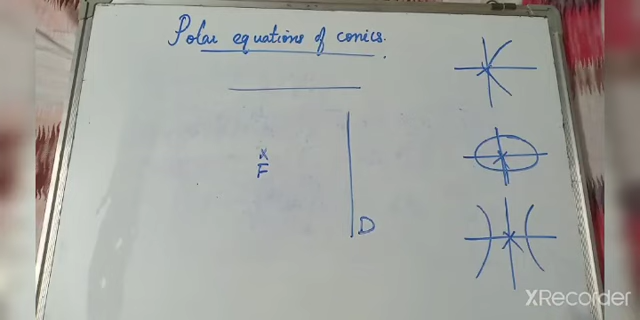 Polar equations of conics.
x
F
D
XRecorder